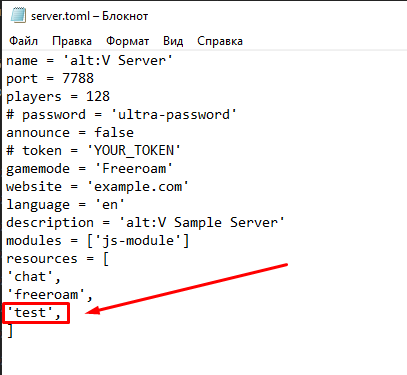 server.toml – Блокнот
Файл Правка Формат Вид Справка
name = 'alt:V Server'
port = 7788
players = 128
# password = 'ultra-password'
announce = false
# token = 'YOUR_TOKEN'
gamemode = 'Freeroam'
website = 'example.com'
language = 'en'
description = 'alt:V Sample Server'
modules = ['js-module']
resources = [
'chat',
'freeroam',
'test',
]